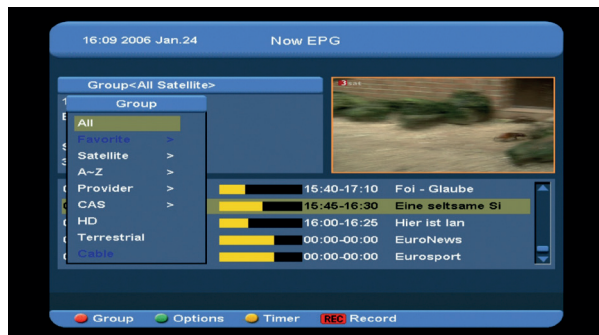 16:09 2006 Jan.24 Now EPG
Group<All Satellite>
Group
All
Favorite >
Satellite >
A~Z >
Provider >
CAS >
HD
Terrestrial
Cable
15:40-17:10 Foi - Glaube
15:45-16:30 Eine seltsame Si
16:00-16:25 Hier ist Ian
00:00-00:00 EuroNews
00:00-00:00 Eurosport
Group Options Timer REC Record